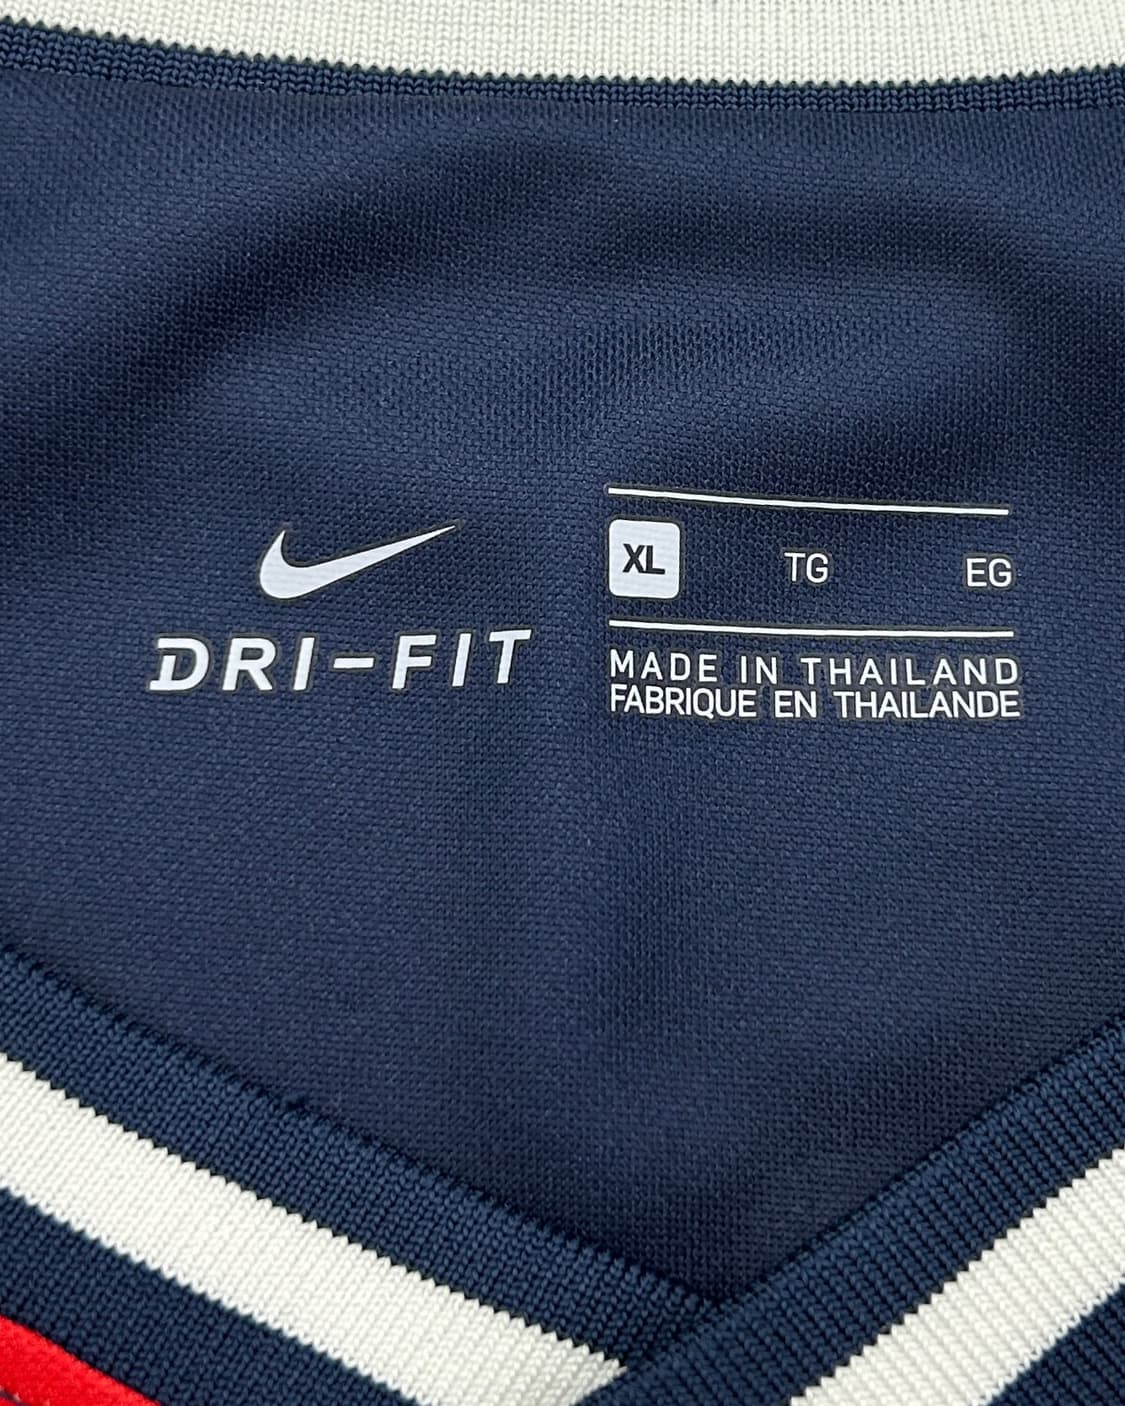 DRI-FIT
XL TG EG
MADE IN THAILAND
FABRIQUE EN THAILANDE